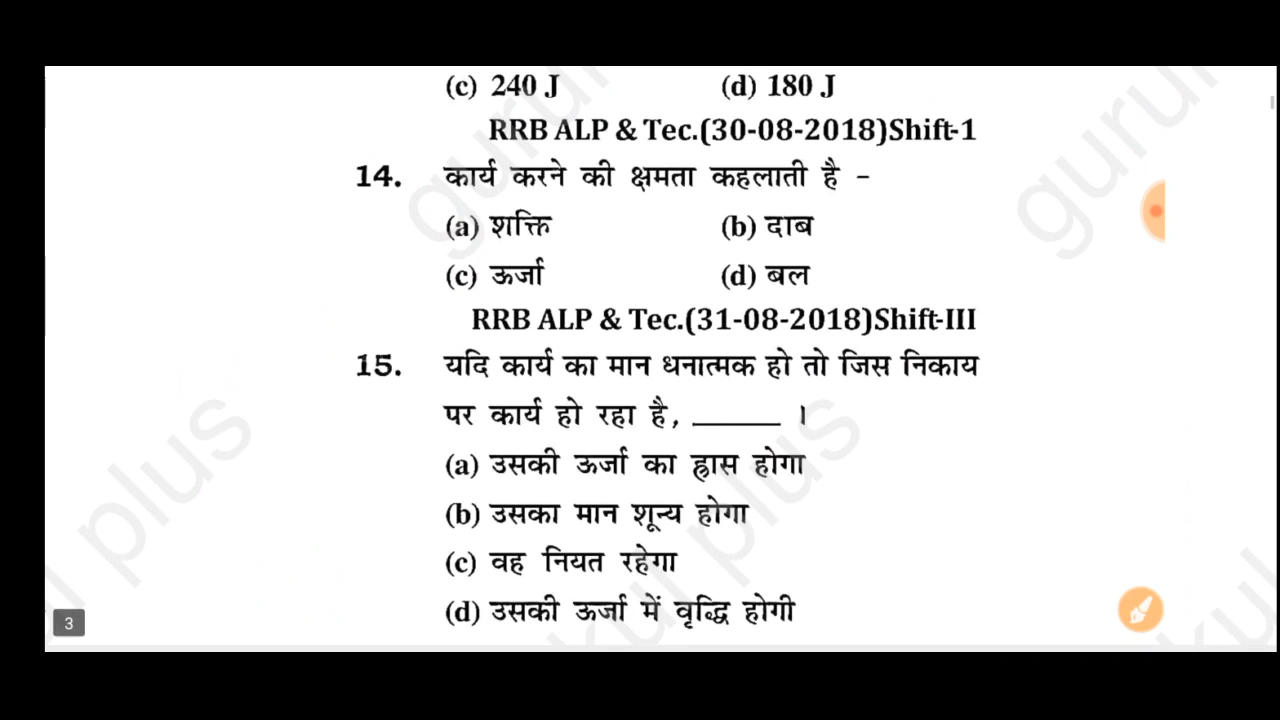 (c) 240 J (d) 180 J
RRB ALP & Tec.(30-08-2018)Shift-1
14. कार्य करने की क्षमता कहलाती है -
(a) शक्ति (b) दाब
(c) ऊर्जा (d) बल
RRB ALP & Tec.(31-08-2018)Shift-III
15. यदि कार्य का मान धनात्मक हो तो जिस निकाय
पर कार्य हो रहा है, ______ ।
(a) उसकी ऊर्जा का ह्रास होगा
(b) उसका मान शून्य होगा
(c) वह नियत रहेगा
(d) उसकी ऊर्जा में वृद्धि होगी
3